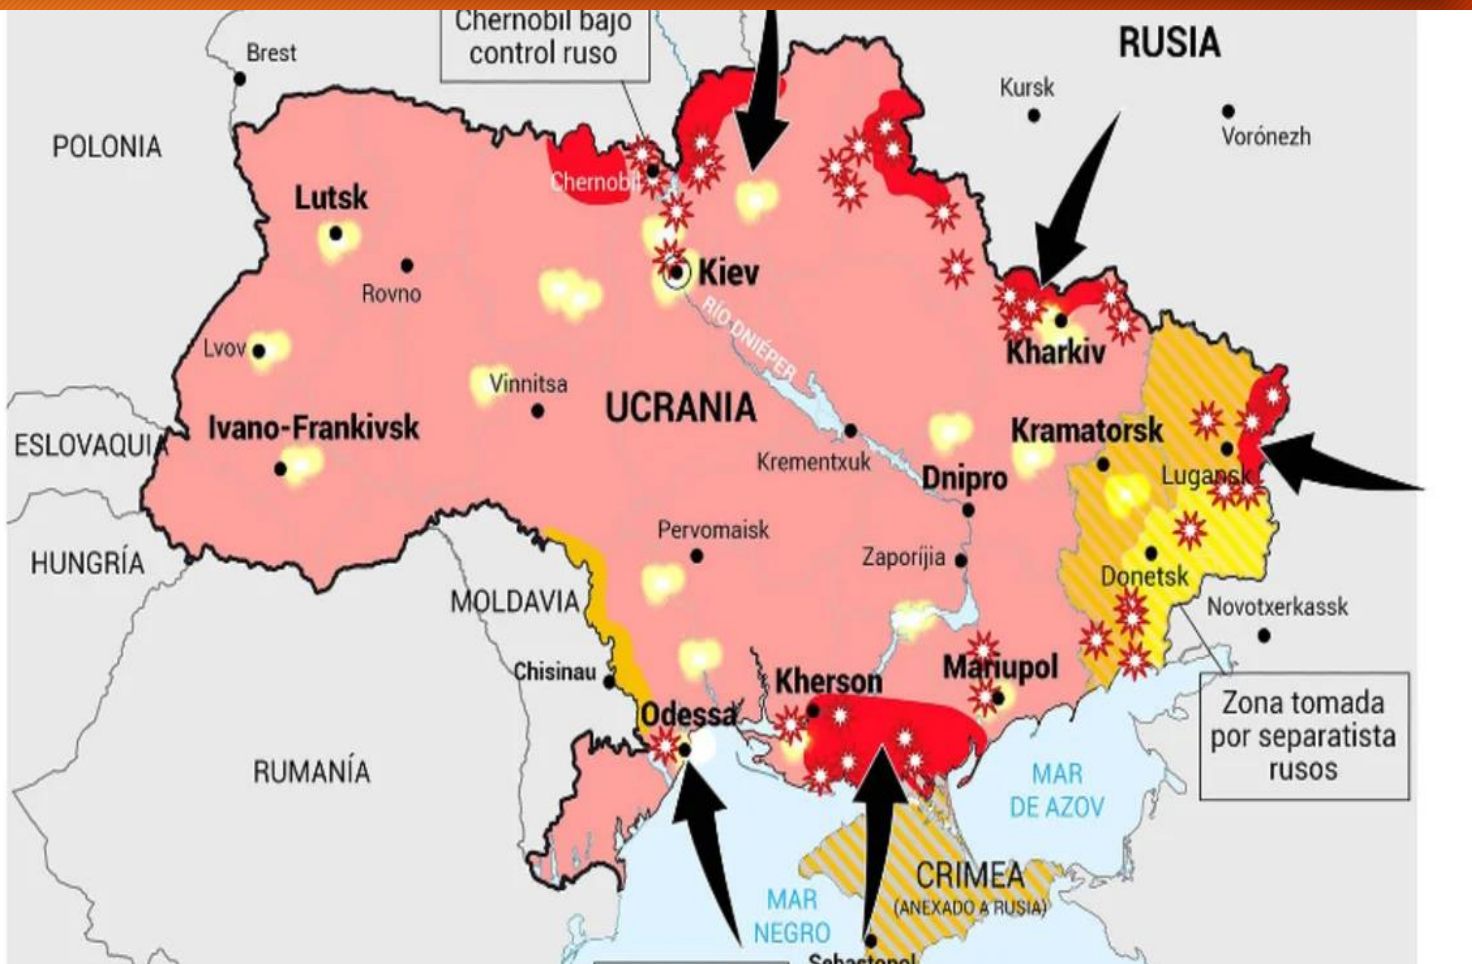 Chernobil bajo
control ruso
RUSIA
Brest
Kursk
Vorónezh
POLONIA
Chernobil
Lutsk
Kiev
Rovno
RÍO DNIÉPER
Lvov
Kharkiv
Vinnitsa
UCRANIA
Ivano-Frankivsk
Kramatorsk
ESLOVAQUIA
Krementxuk
Dnipro
Lugansk
Pervomaisk
Zaporíjia
HUNGRÍA
Donetsk
MOLDAVIA
Novotxerkassk
Chisinau
Kherson
Mariupol
Zona tomada
por separatista
rusos
Odessa
RUMANÍA
MAR
DE AZOV
CRIMEA
(ANEXADO A RUSIA)
MAR
NEGRO
Sebastopol